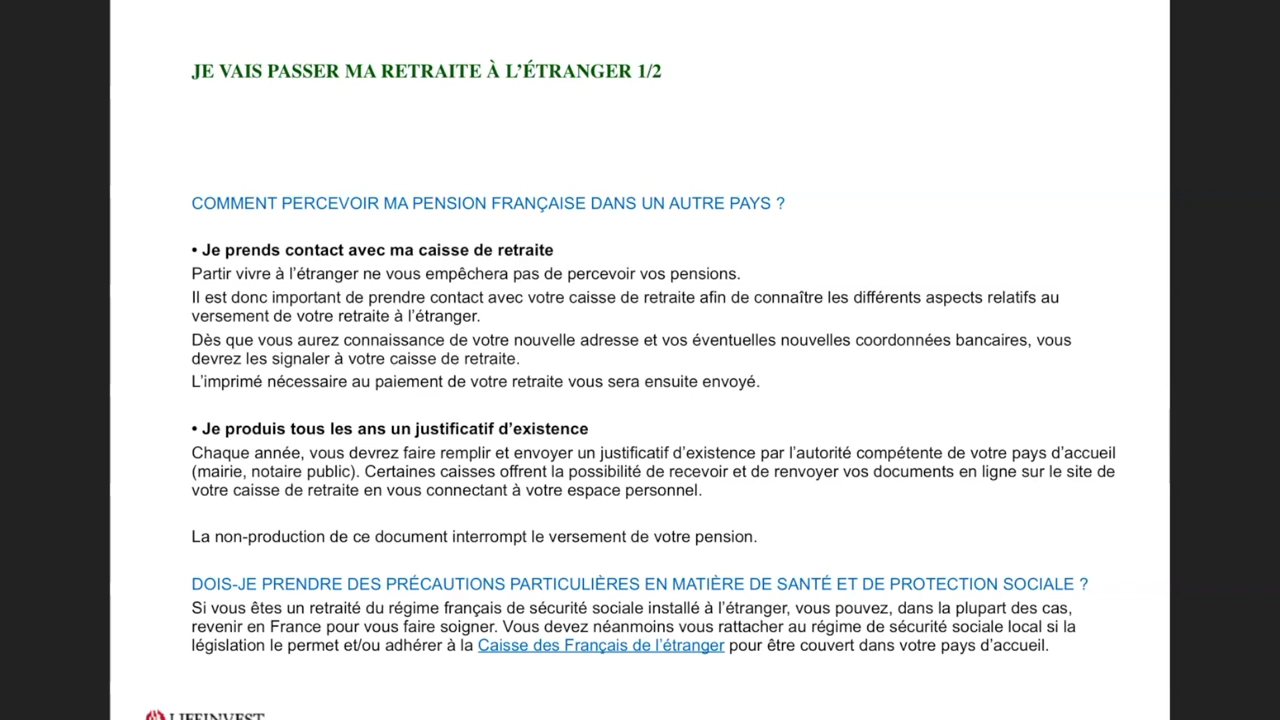 JE VAIS PASSER MA RETRAITE À L’ÉTRANGER 1/2
COMMENT PERCEVOIR MA PENSION FRANÇAISE DANS UN AUTRE PAYS ?
• Je prends contact avec ma caisse de retraite
Partir vivre à l’étranger ne vous empêchera pas de percevoir vos pensions.
Il est donc important de prendre contact avec votre caisse de retraite afin de connaître les différents aspects relatifs au
versement de votre retraite à l’étranger.
Dès que vous aurez connaissance de votre nouvelle adresse et vos éventuelles nouvelles coordonnées bancaires, vous
devrez les signaler à votre caisse de retraite.
L’imprimé nécessaire au paiement de votre retraite vous sera ensuite envoyé.
• Je produis tous les ans un justificatif d’existence
Chaque année, vous devrez faire remplir et envoyer un justificatif d’existence par l’autorité compétente de votre pays d’accueil
(mairie, notaire public). Certaines caisses offrent la possibilité de recevoir et de renvoyer vos documents en ligne sur le site de
votre caisse de retraite en vous connectant à votre espace personnel.
La non-production de ce document interrompt le versement de votre pension.
DOIS-JE PRENDRE DES PRÉCAUTIONS PARTICULIÈRES EN MATIÈRE DE SANTÉ ET DE PROTECTION SOCIALE ?
Si vous êtes un retraité du régime français de sécurité sociale installé à l’étranger, vous pouvez, dans la plupart des cas,
revenir en France pour vous faire soigner. Vous devez néanmoins vous rattacher au régime de sécurité sociale local si la
législation le permet et/ou adhérer à la Caisse des Français de l’étranger pour être couvert dans votre pays d’accueil.
LIFEINVEST